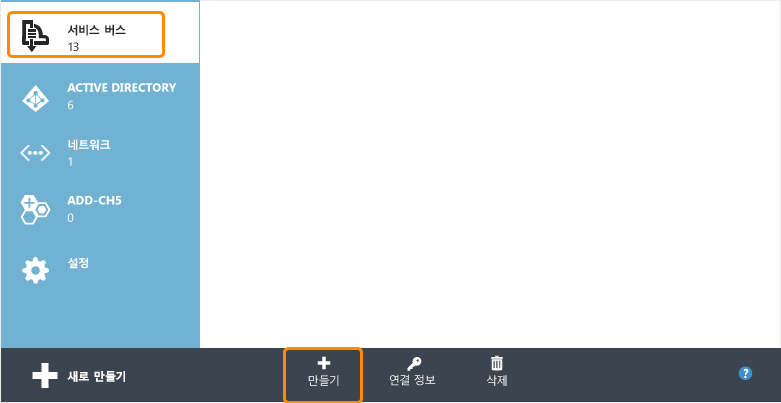 서비스 버스
13
ACTIVE DIRECTORY
6
네트워크
1
ADD-CH5
0
설정
새로 만들기
만들기
연결 정보
삭제
?